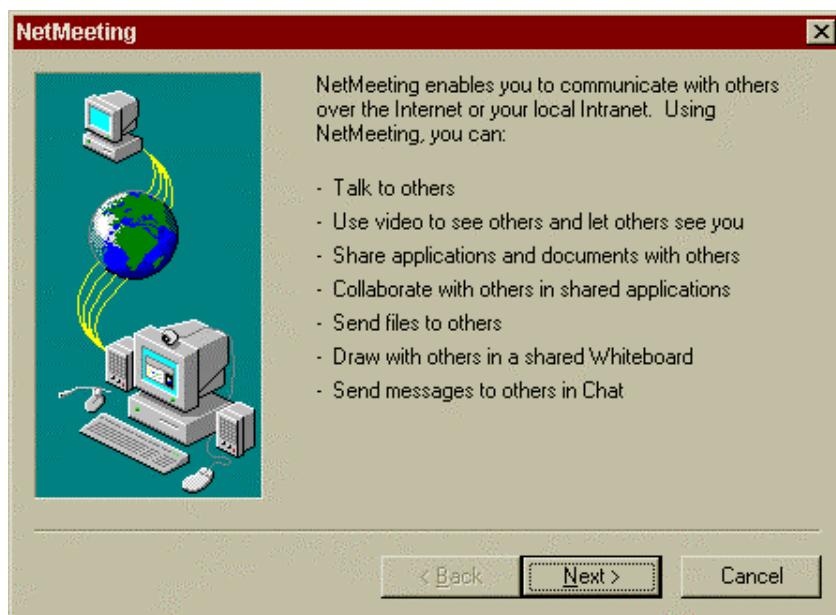 NetMeeting
NetMeeting enables you to communicate with others
over the Internet or your local Intranet.  Using
NetMeeting, you can:
- Talk to others
- Use video to see others and let others see you
- Share applications and documents with others
- Collaborate with others in shared applications
- Send files to others
- Draw with others in a shared Whiteboard
- Send messages to others in Chat
< Back
Next >
Cancel